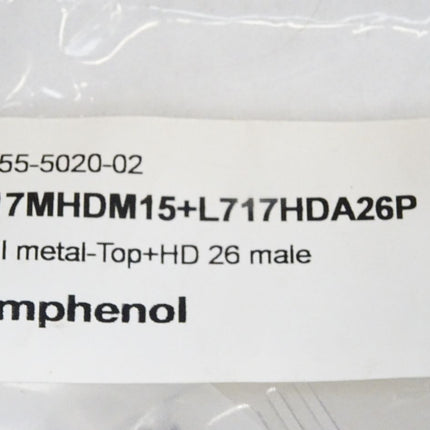 55-5020-02
7MHDM15+L717HDA26P
l metal-Top+HD 26 male
mphenol